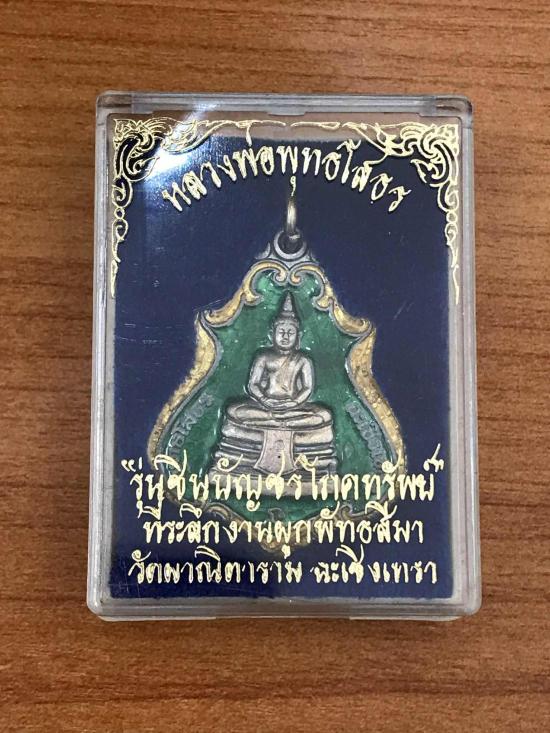 หลวงพ่อพุทธโสธร
"รุ่นชินบัญชรโภคทรัพย์"
ที่ระลึกงานผูกพัทธสีมา
วัดผาณิตาราม ฉะเชิงเทรา